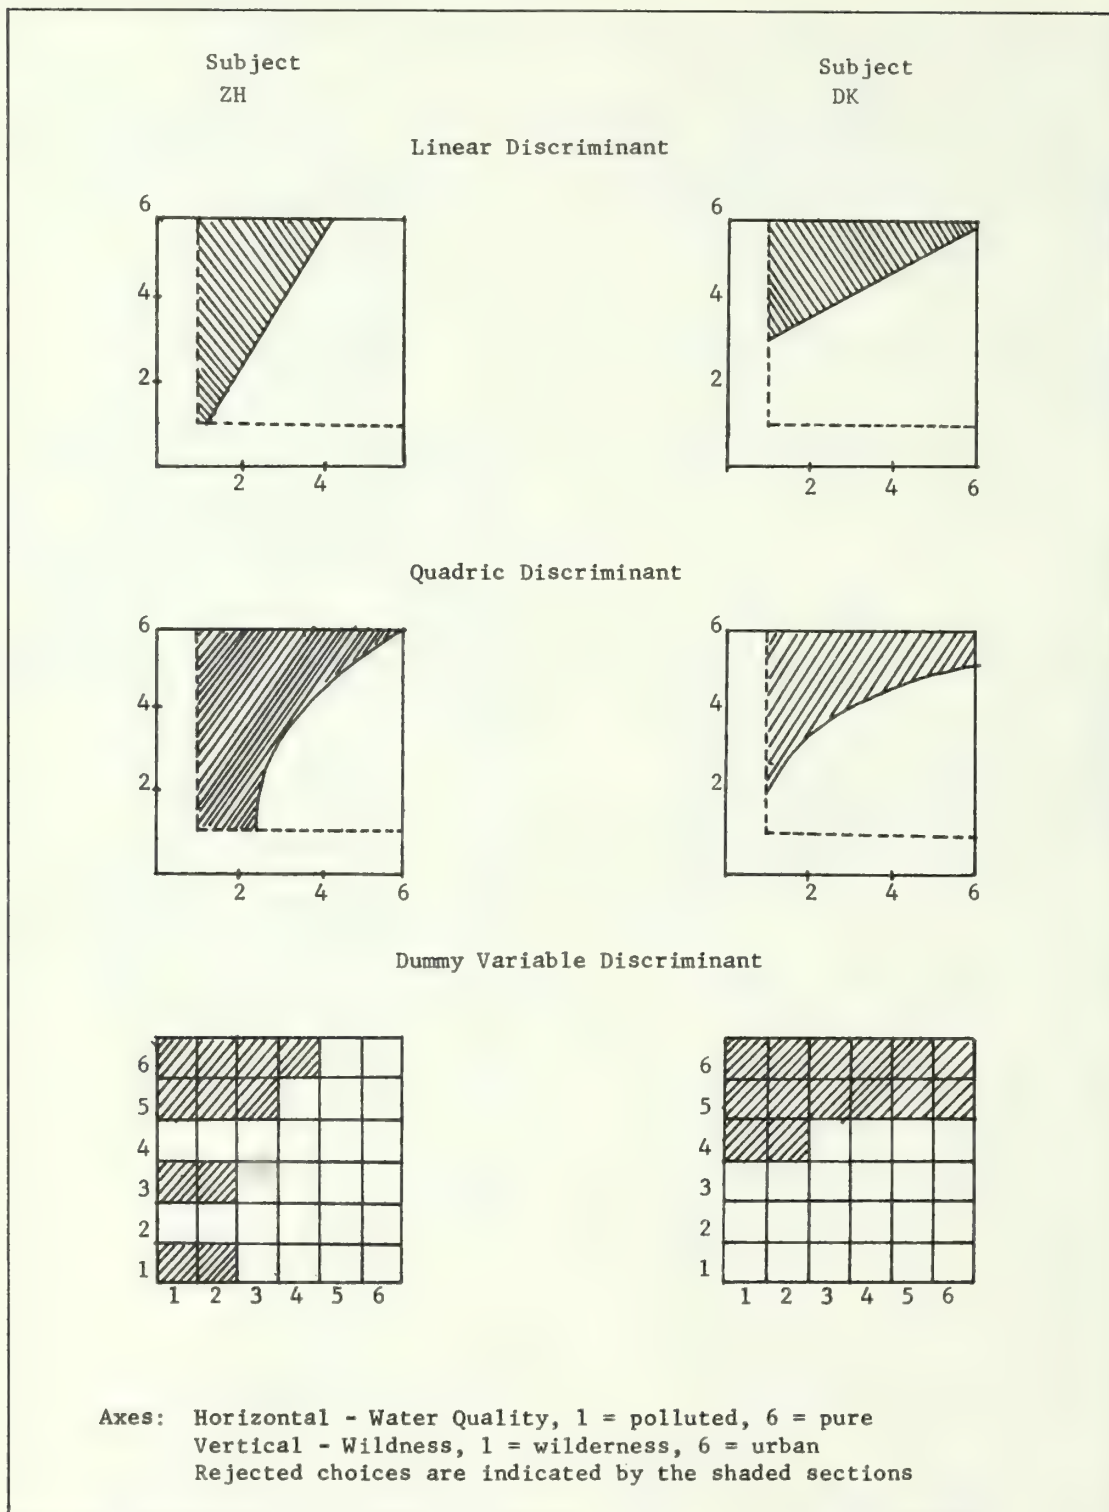 Subject
ZH
Subject
DK
Linear Discriminant
6
4
2
2 4
6
4
2
2 4 6
Quadric Discriminant
6
4
2
2 4 6
6
4
2
2 4 6
Dummy Variable Discriminant
6
5
4
3
2
1
1 2 3 4 5 6
6
5
4
3
2
1
1 2 3 4 5 6
Axes: Horizontal - Water Quality, 1 = polluted, 6 = pure
Vertical - Wildness, 1 = wilderness, 6 = urban
Rejected choices are indicated by the shaded sections